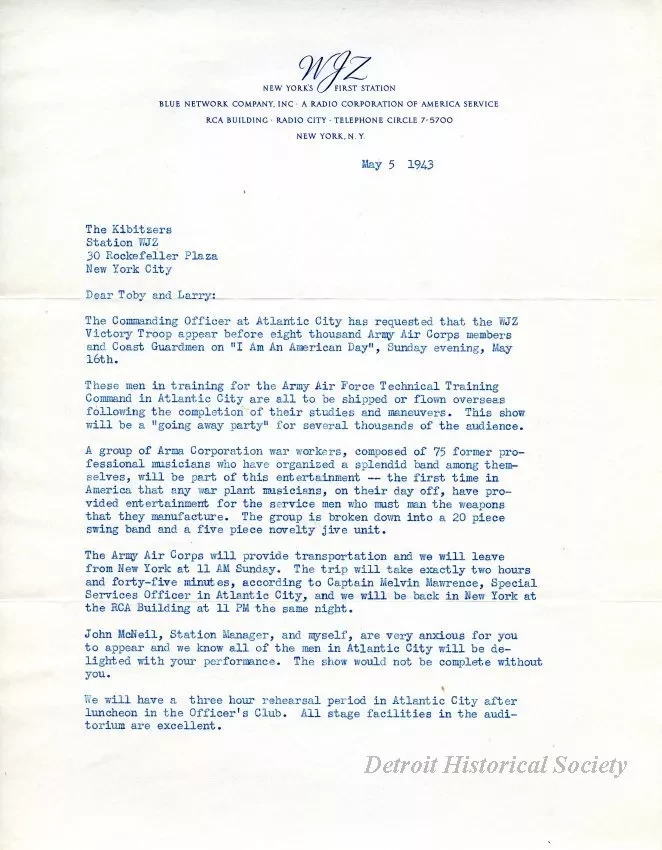 WJZ
NEW YORK'S FIRST STATION
BLUE NETWORK COMPANY, INC · A RADIO CORPORATION OF AMERICA SERVICE
RCA BUILDING · RADIO CITY · TELEPHONE CIRCLE 7-5700
NEW YORK, N. Y.
May 5 1943
The Kibitzers
Station WJZ
30 Rockefeller Plaza
New York City
Dear Toby and Larry:
The Commanding Officer at Atlantic City has requested that the WJZ
Victory Troop appear before eight thousand Army Air Corps members
and Coast Guardmen on "I Am An American Day", Sunday evening, May
16th.
These men in training for the Army Air Force Technical Training
Command in Atlantic City are all to be shipped or flown overseas
following the completion of their studies and maneuvers. This show
will be a "going away party" for several thousands of the audience.
A group of Arma Corporation war workers, composed of 75 former pro-
fessional musicians who have organized a splendid band among them-
selves, will be part of this entertainment -- the first time in
America that any war plant musicians, on their day off, have pro-
vided entertainment for the service men who must man the weapons
that they manufacture. The group is broken down into a 20 piece
swing band and a five piece novelty jive unit.
The Army Air Corps will provide transportation and we will leave
from New York at 11 AM Sunday. The trip will take exactly two hours
and forty-five minutes, according to Captain Melvin Mawrence, Special
Services Officer in Atlantic City, and we will be back in New York at
the RCA Building at 11 PM the same night.
John McNeil, Station Manager, and myself, are very anxious for you
to appear and we know all of the men in Atlantic City will be de-
lighted with your performance. The show would not be complete without
you.
We will have a three hour rehearsal period in Atlantic City after
luncheon in the Officer's Club. All stage facilities in the audi-
torium are excellent.
Detroit Historical Society